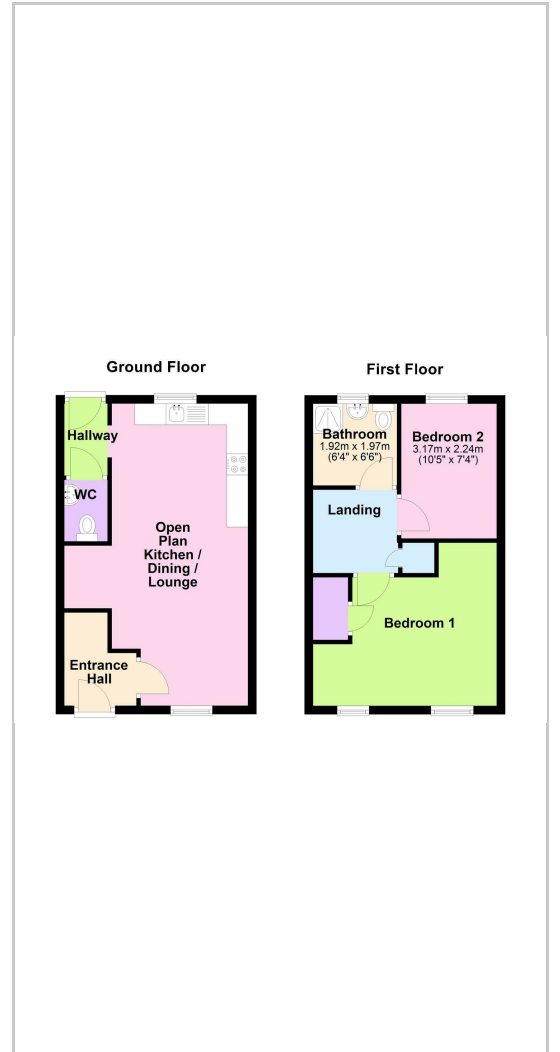 Ground Floor
Hallway
WC
Open
Plan
Kitchen /
Dining /
Lounge
Entrance
Hall
First Floor
Bathroom
1.92m x 1.97m
(6'4" x 6'6")
Bedroom 2
3.17m x 2.24m
(10'5" x 7'4")
Landing
Bedroom 1